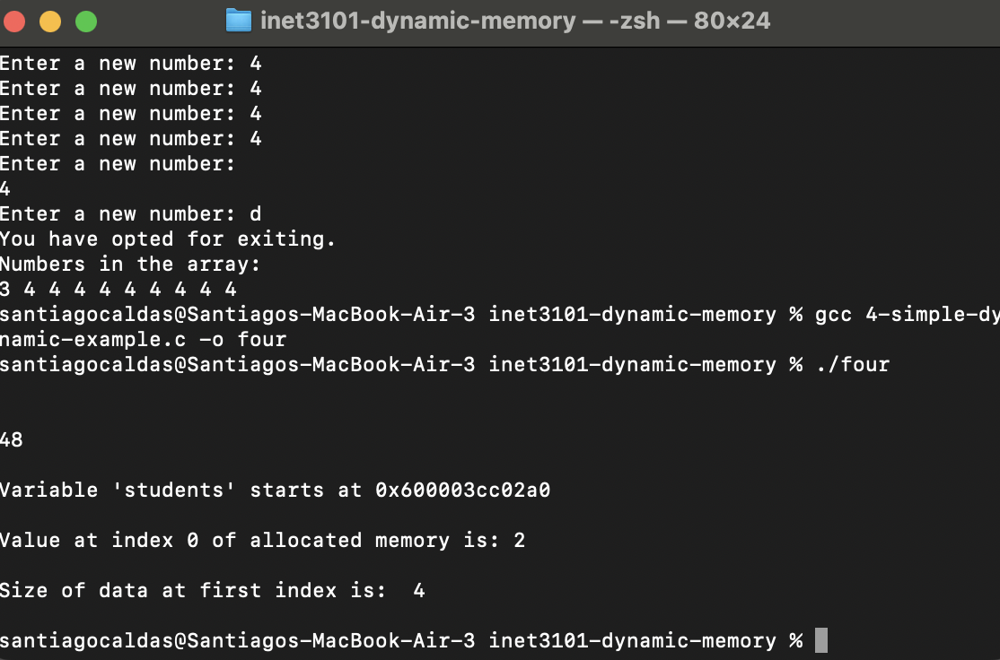 inet3101-dynamic-memory — -zsh — 80×24
Enter a new number: 4
Enter a new number: 4
Enter a new number: 4
Enter a new number: 4
Enter a new number:
4
Enter a new number: d
You have opted for exiting.
Numbers in the array:
3 4 4 4 4 4 4 4 4 4
santiagocaldas@Santiagos-MacBook-Air-3 inet3101-dynamic-memory % gcc 4-simple-dy
namic-example.c -o four
santiagocaldas@Santiagos-MacBook-Air-3 inet3101-dynamic-memory % ./four
48
Variable 'students' starts at 0x600003cc02a0
Value at index 0 of allocated memory is: 2
Size of data at first index is:  4
santiagocaldas@Santiagos-MacBook-Air-3 inet3101-dynamic-memory %